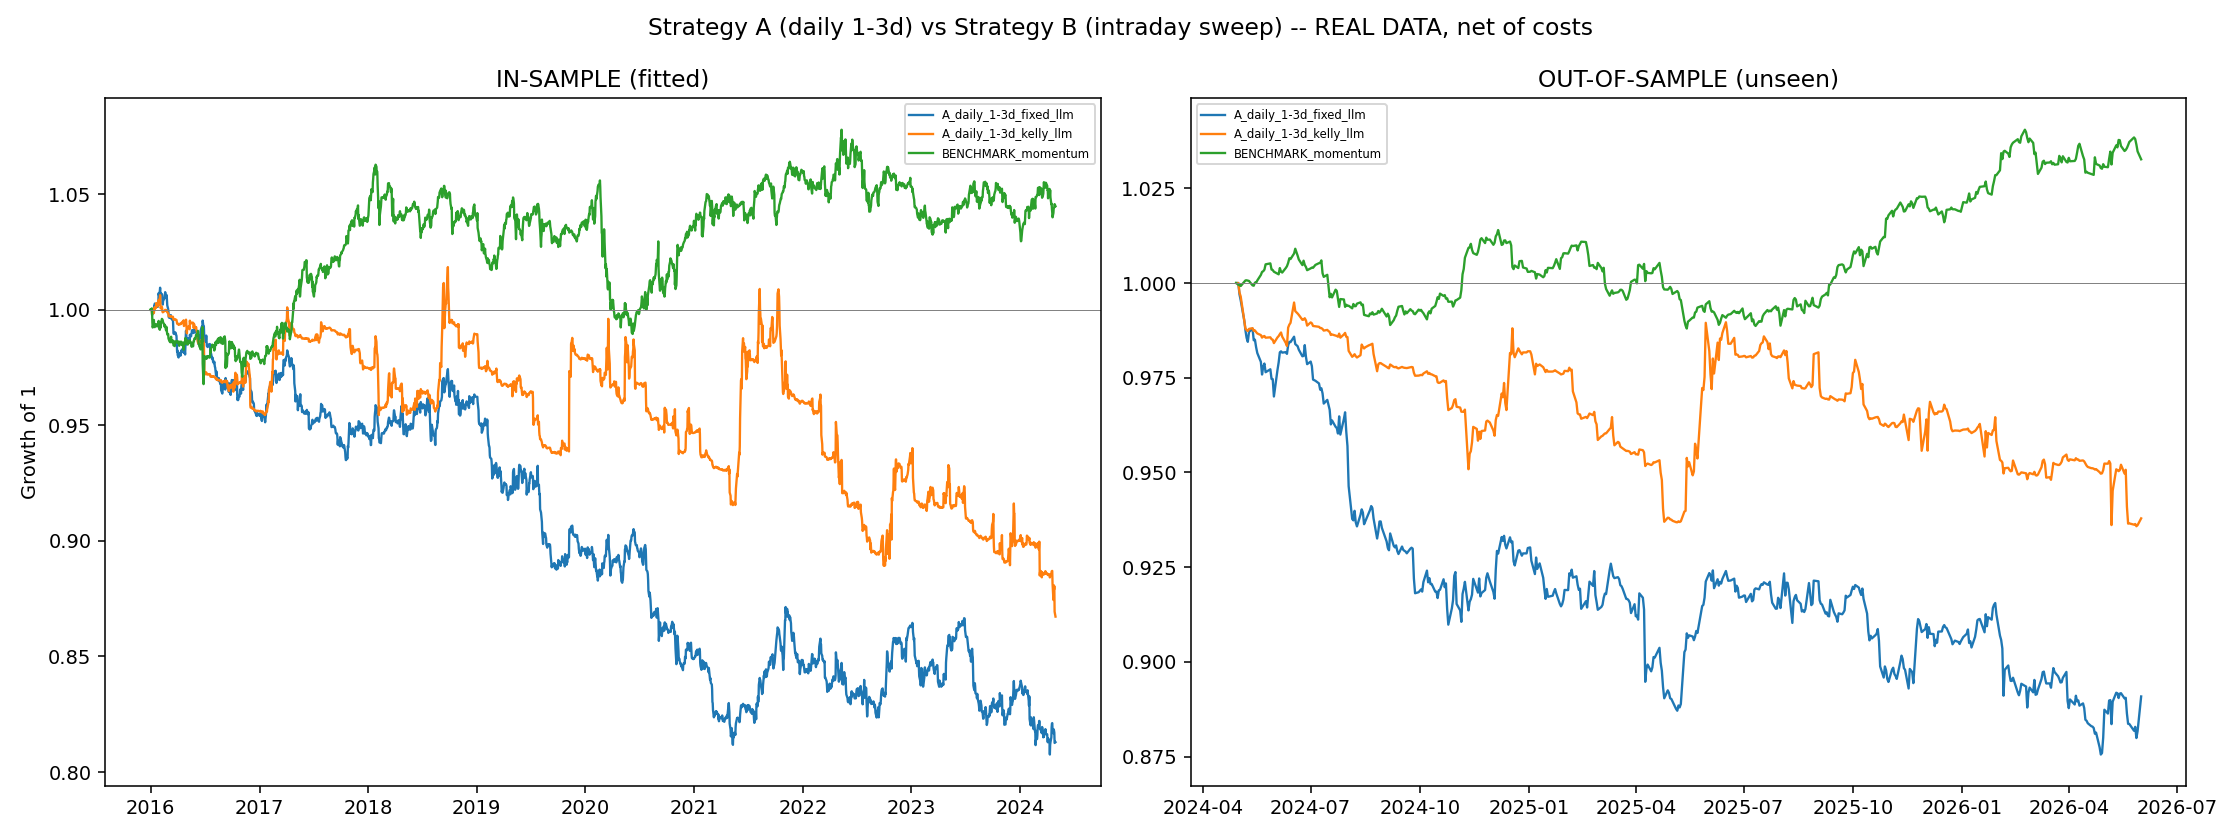 Strategy A (daily 1-3d) vs Strategy B (intraday sweep) -- REAL DATA, net of costs
IN-SAMPLE (fitted)
A_daily_1-3d_fixed_llm
A_daily_1-3d_kelly_llm
BENCHMARK_momentum
Growth of 1
1.05
1.00
0.95
0.90
0.85
0.80
2016 2017 2018 2019 2020 2021 2022 2023 2024
OUT-OF-SAMPLE (unseen)
A_daily_1-3d_fixed_llm
A_daily_1-3d_kelly_llm
BENCHMARK_momentum
1.025
1.000
0.975
0.950
0.925
0.900
0.875
2024-04 2024-07 2024-10 2025-01 2025-04 2025-07 2025-10 2026-01 2026-04 2026-07